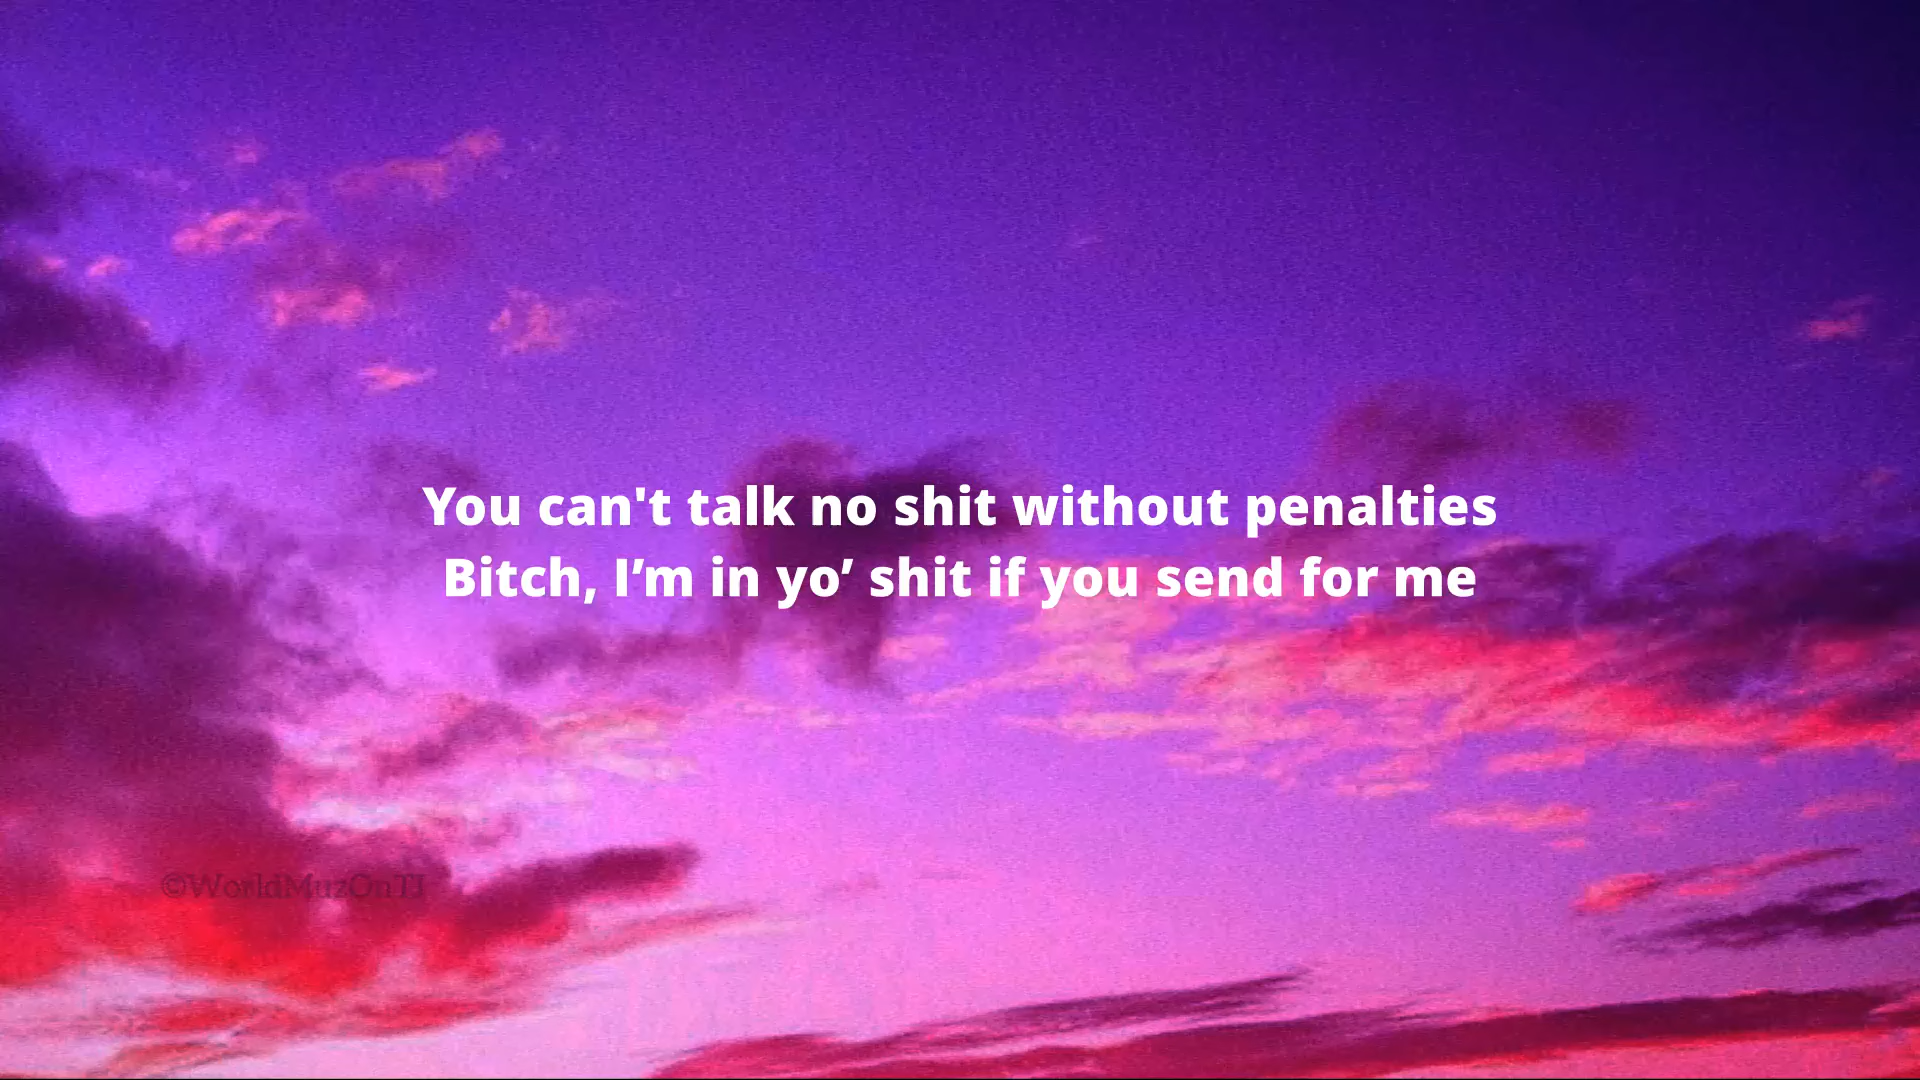 You can't talk no shit without penalties
Bitch, I’m in yo’ shit if you send for me
©WorldMuzOnTI